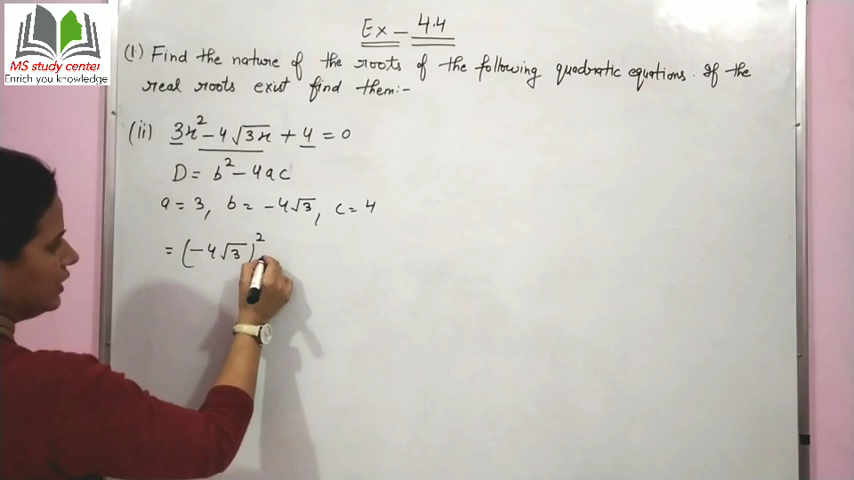 MS study center
Enrich you knowledge
Ex - 4.4
(1.) Find the nature of the roots of the following quadratic equations. If the
real roots exist find them:-
(ii) 3x² - 4√3x + 4 = 0
D = b² - 4ac
a = 3, b = -4√3, c = 4
= (-4√3)²